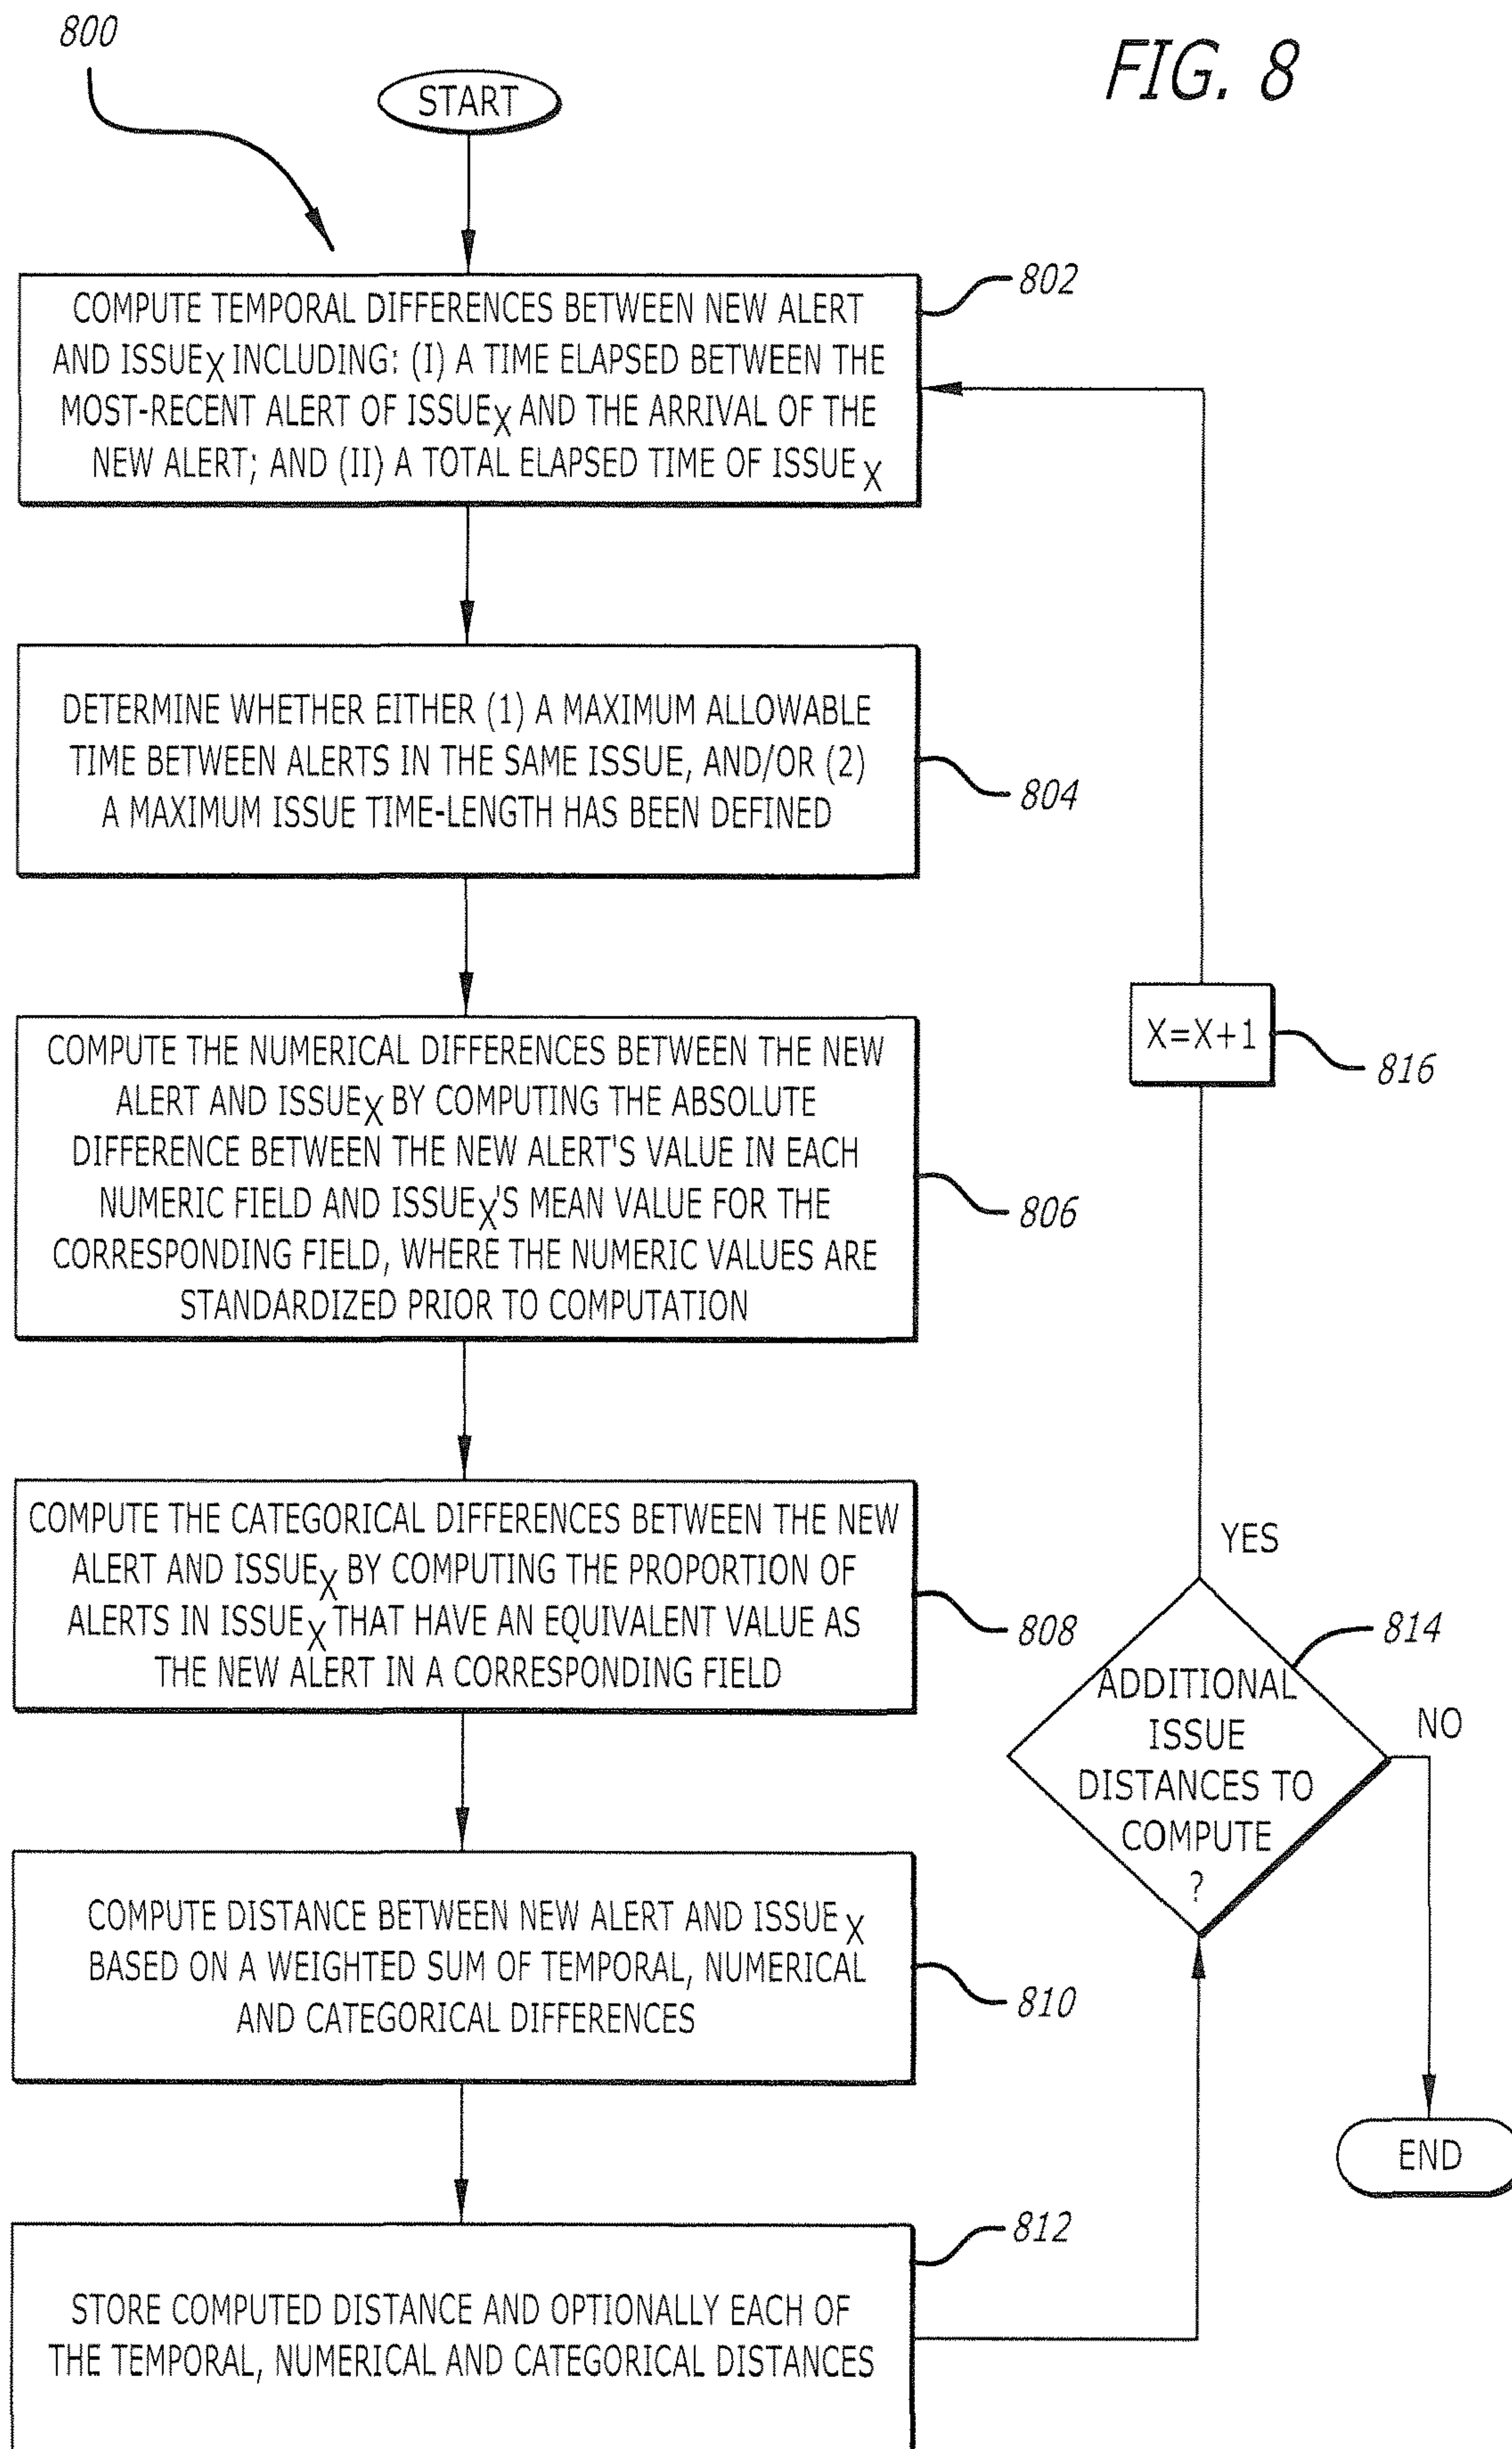 800
FIG. 8
START
802
COMPUTE TEMPORAL DIFFERENCES BETWEEN NEW ALERT
AND ISSUEX INCLUDING: (I) A TIME ELAPSED BETWEEN THE
MOST-RECENT ALERT OF ISSUEX AND THE ARRIVAL OF THE
NEW ALERT; AND (II) A TOTAL ELAPSED TIME OF ISSUE X
DETERMINE WHETHER EITHER (1) A MAXIMUM ALLOWABLE
TIME BETWEEN ALERTS IN THE SAME ISSUE, AND/OR (2)
A MAXIMUM ISSUE TIME-LENGTH HAS BEEN DEFINED
804
COMPUTE THE NUMERICAL DIFFERENCES BETWEEN THE NEW
ALERT AND ISSUEX BY COMPUTING THE ABSOLUTE
DIFFERENCE BETWEEN THE NEW ALERT'S VALUE IN EACH
NUMERIC FIELD AND ISSUEX'S MEAN VALUE FOR THE
CORRESPONDING FIELD, WHERE THE NUMERIC VALUES ARE
STANDARDIZED PRIOR TO COMPUTATION
806
X=X+1
816
COMPUTE THE CATEGORICAL DIFFERENCES BETWEEN THE NEW
ALERT AND ISSUEX BY COMPUTING THE PROPORTION OF
ALERTS IN ISSUEX THAT HAVE AN EQUIVALENT VALUE AS
THE NEW ALERT IN A CORRESPONDING FIELD
808
YES
814
ADDITIONAL
ISSUE
DISTANCES TO
COMPUTE
?
NO
COMPUTE DISTANCE BETWEEN NEW ALERT AND ISSUE X
BASED ON A WEIGHTED SUM OF TEMPORAL, NUMERICAL
AND CATEGORICAL DIFFERENCES
810
END
812
STORE COMPUTED DISTANCE AND OPTIONALLY EACH OF
THE TEMPORAL, NUMERICAL AND CATEGORICAL DISTANCES